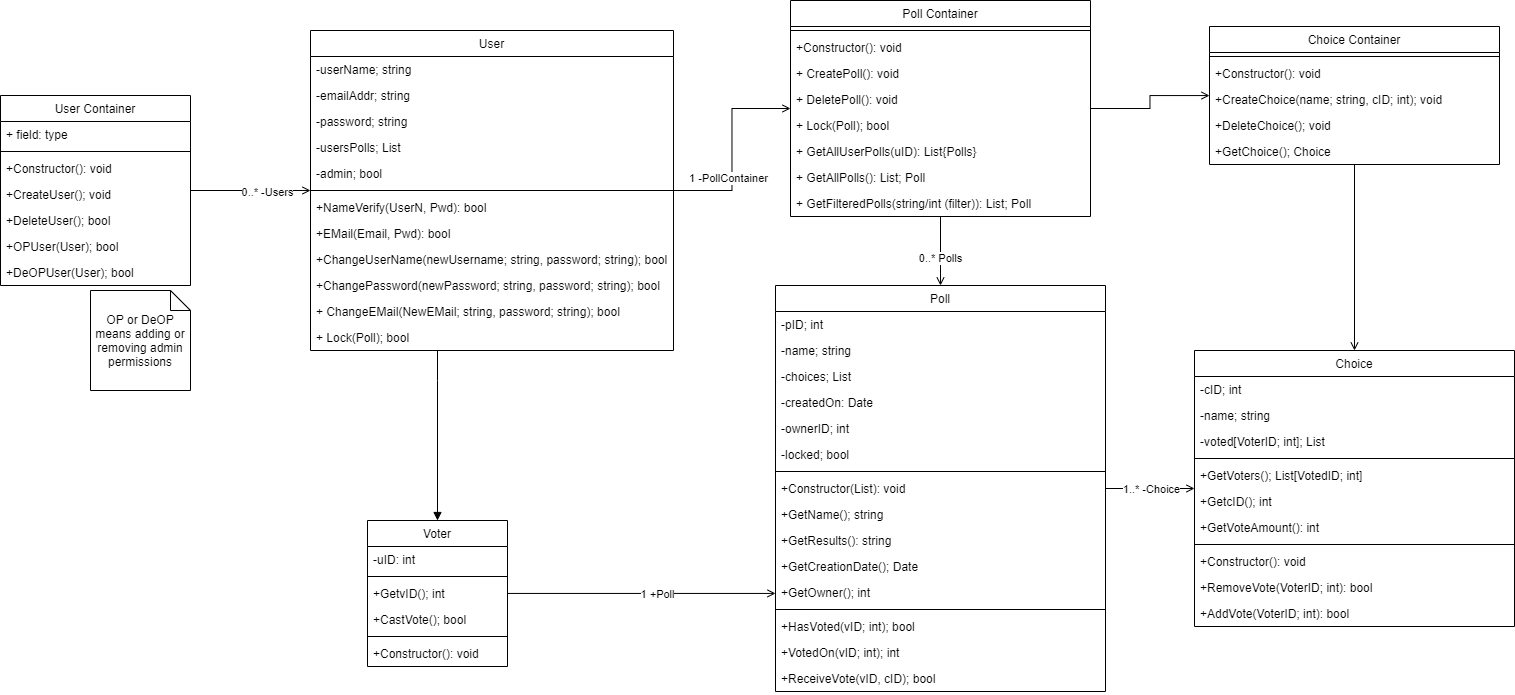 User Container
+ field: type
+Constructor(): void
+CreateUser(); void
+DeleteUser(); bool
+OPUser(User); bool
+DeOPUser(User); bool
OP or DeOP
means adding or
removing admin
permissions
0..* -Users
User
-userName; string
-emailAddr; string
-password; string
-usersPolls; List
-admin; bool
+NameVerify(UserN, Pwd): bool
+EMail(Email, Pwd): bool
+ChangeUserName(newUsername; string, password; string); bool
+ChangePassword(newPassword; string, password; string); bool
+ ChangeEMail(NewEMail; string, password; string); bool
+ Lock(Poll); bool
1 -PollContainer
Voter
-uID: int
+GetvID(); int
+CastVote(); bool
+Constructor(): void
1 +Poll
Poll Container
+Constructor(): void
+ CreatePoll(): void
+ DeletePoll(): void
+ Lock(Poll); bool
+ GetAllUserPolls(uID): List{Polls}
+ GetAllPolls(): List; Poll
+ GetFilteredPolls(string/int (filter)): List; Poll
0..* Polls
Poll
-pID; int
-name; string
-choices; List
-createdOn: Date
-ownerID; int
-locked; bool
+Constructor(List): void
+GetName(); string
+GetResults(): string
+GetCreationDate(); Date
+GetOwner(); int
+HasVoted(vID; int); bool
+VotedOn(vID; int); int
+ReceiveVote(vID, cID); bool
1..* -Choice
Choice Container
+Constructor(): void
+CreateChoice(name; string, cID; int); void
+DeleteChoice(); void
+GetChoice(); Choice
Choice
-cID; int
-name; string
-voted[VoterID; int]; List
+GetVoters(); List[VotedID; int]
+GetcID(); int
+GetVoteAmount(): int
+Constructor(): void
+RemoveVote(VoterID; int): bool
+AddVote(VoterID; int): bool